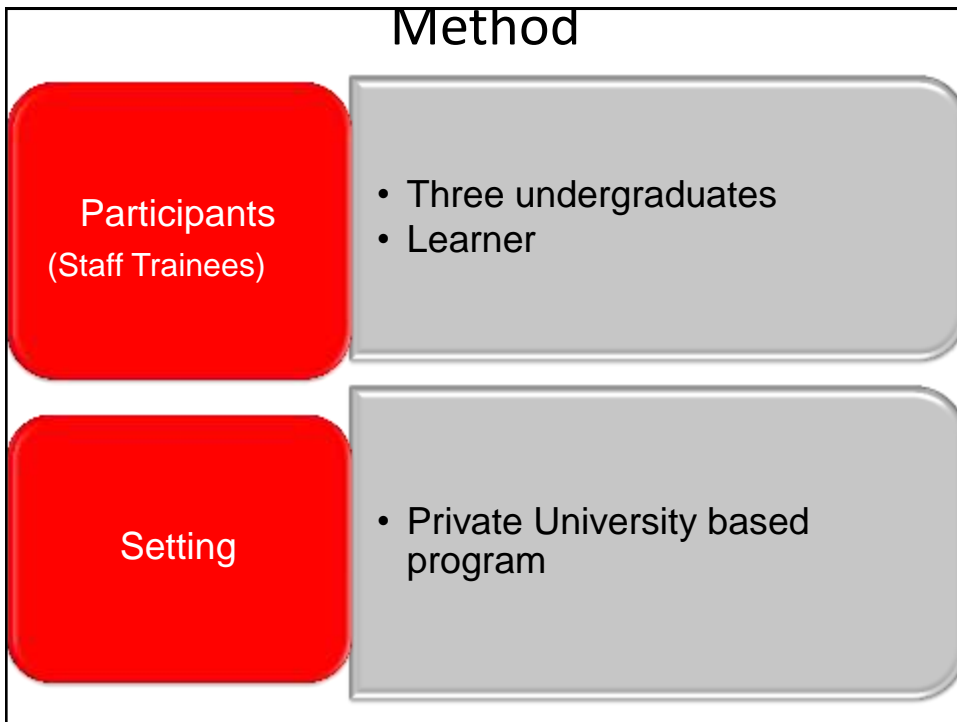 Method
Participants
(Staff Trainees)
• Three undergraduates
• Learner
Setting
• Private University based
program